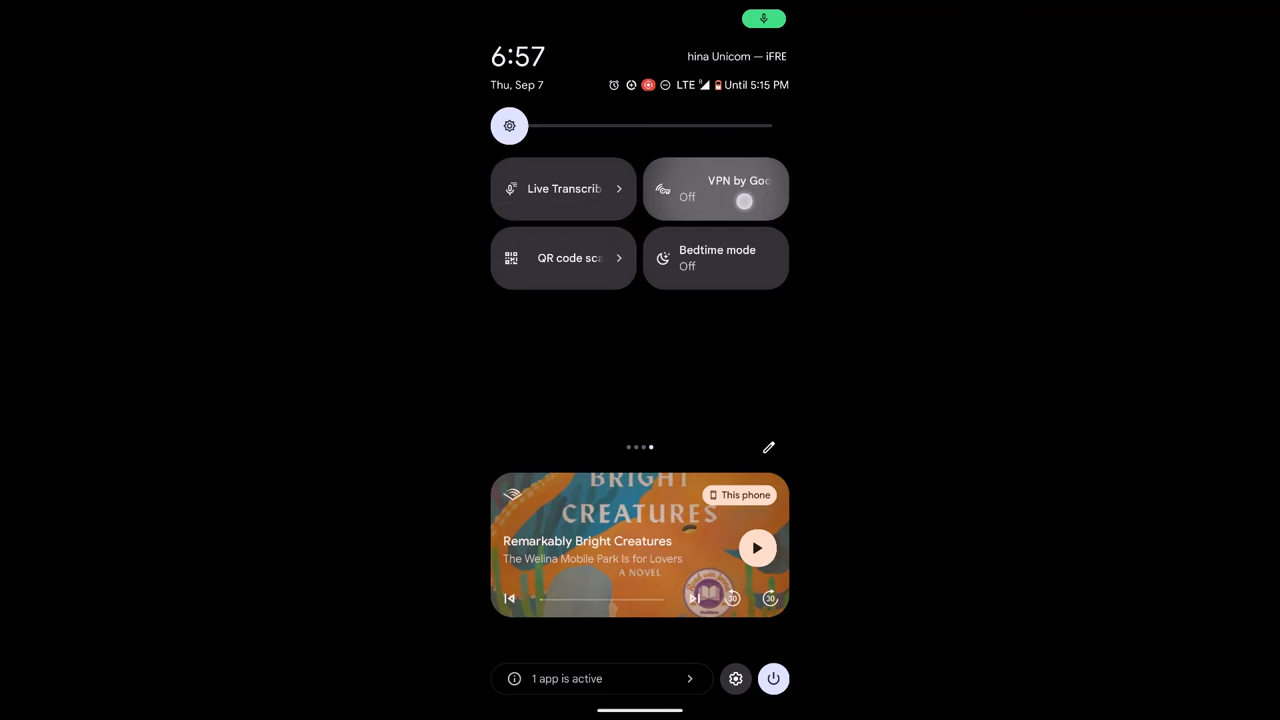 6:57
hina Unicom — iFRE
Thu, Sep 7
LTE R Until 5:15 PM
Live Transcrib
VPN by Goo
Off
QR code sca
Bedtime mode
Off
BRIGHT
CREATURES
This phone
Remarkably Bright Creatures
The Welina Mobile Park Is for Lovers
A NOVEL
30
30
1 app is active